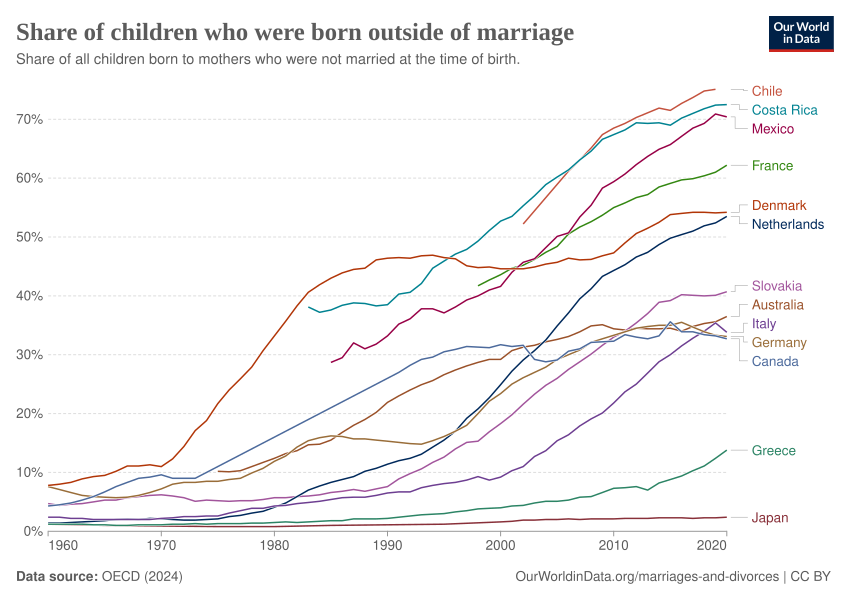 Share of children who were born outside of marriage
Share of all children born to mothers who were not married at the time of birth.
Our World
in Data
70%
60%
50%
40%
30%
20%
10%
0%
1960
1970
1980
1990
2000
2010
2020
Chile
Costa Rica
Mexico
France
Denmark
Netherlands
Slovakia
Australia
Italy
Germany
Canada
Greece
Japan
Data source: OECD (2024)
OurWorldinData.org/marriages-and-divorces | CC BY